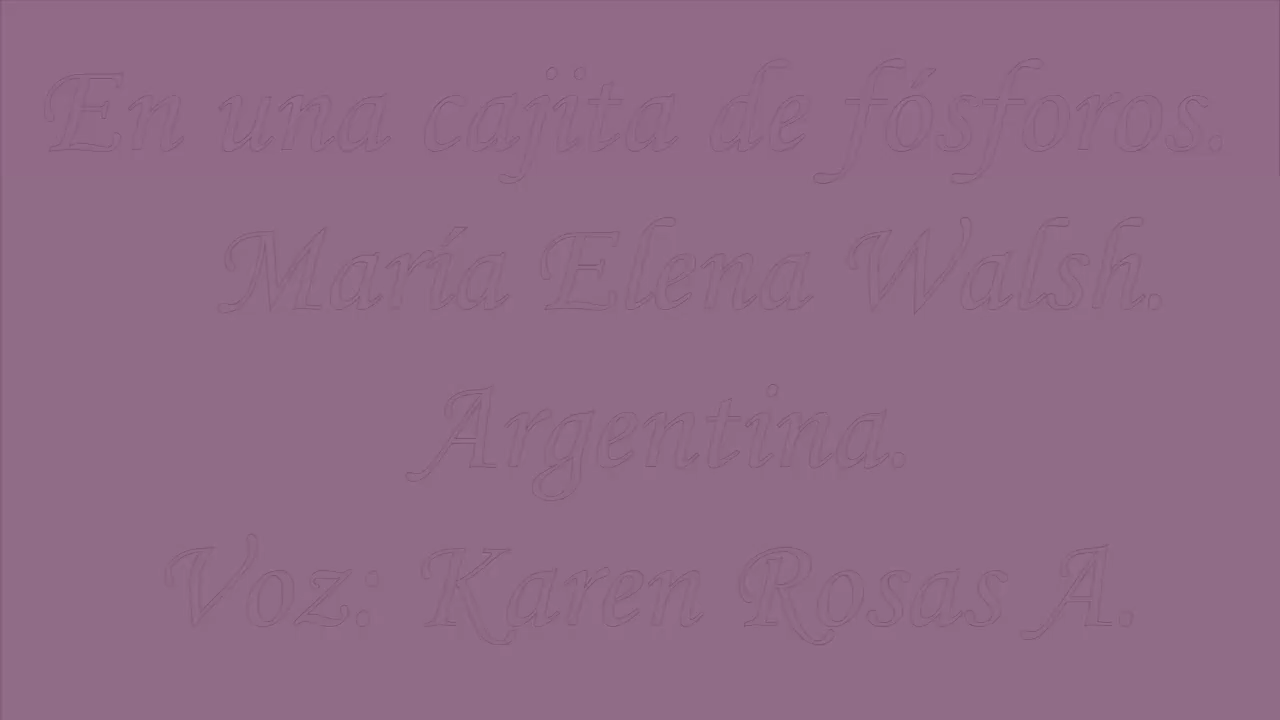 En una cajita de fósforos.
María Elena Walsh.
Argentina.
Voz: Karen Rosas A.